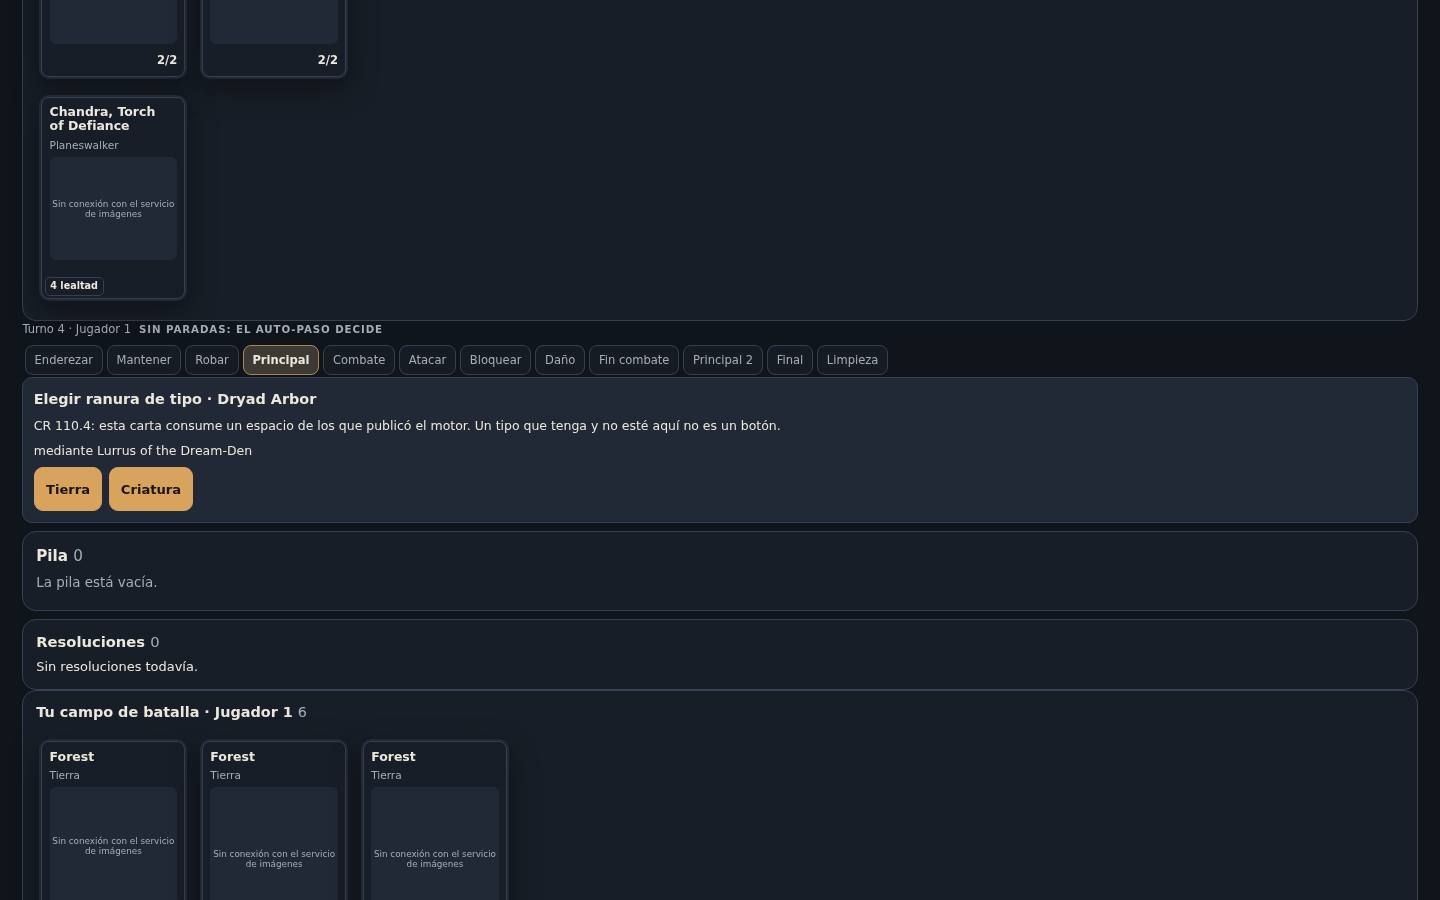 2/2
2/2
Chandra, Torch
of Defiance
Planeswalker
Sin conexión con el servicio
de imágenes
4 lealtad
Turno 4 · Jugador 1 SIN PARADAS: EL AUTO-PASO DECIDE
Enderezar Mantener Robar Principal Combate Atacar Bloquear Daño Fin combate Principal 2 Final Limpieza
Elegir ranura de tipo · Dryad Arbor
CR 110.4: esta carta consume un espacio de los que publicó el motor. Un tipo que tenga y no esté aquí no es un botón.
mediante Lurrus of the Dream-Den
Tierra Criatura
Pila 0
La pila está vacía.
Resoluciones 0
Sin resoluciones todavía.
Tu campo de batalla · Jugador 1 6
Forest
Tierra
Sin conexión con el servicio
de imágenes
Forest
Tierra
Sin conexión con el servicio
de imágenes
Forest
Tierra
Sin conexión con el servicio
de imágenes